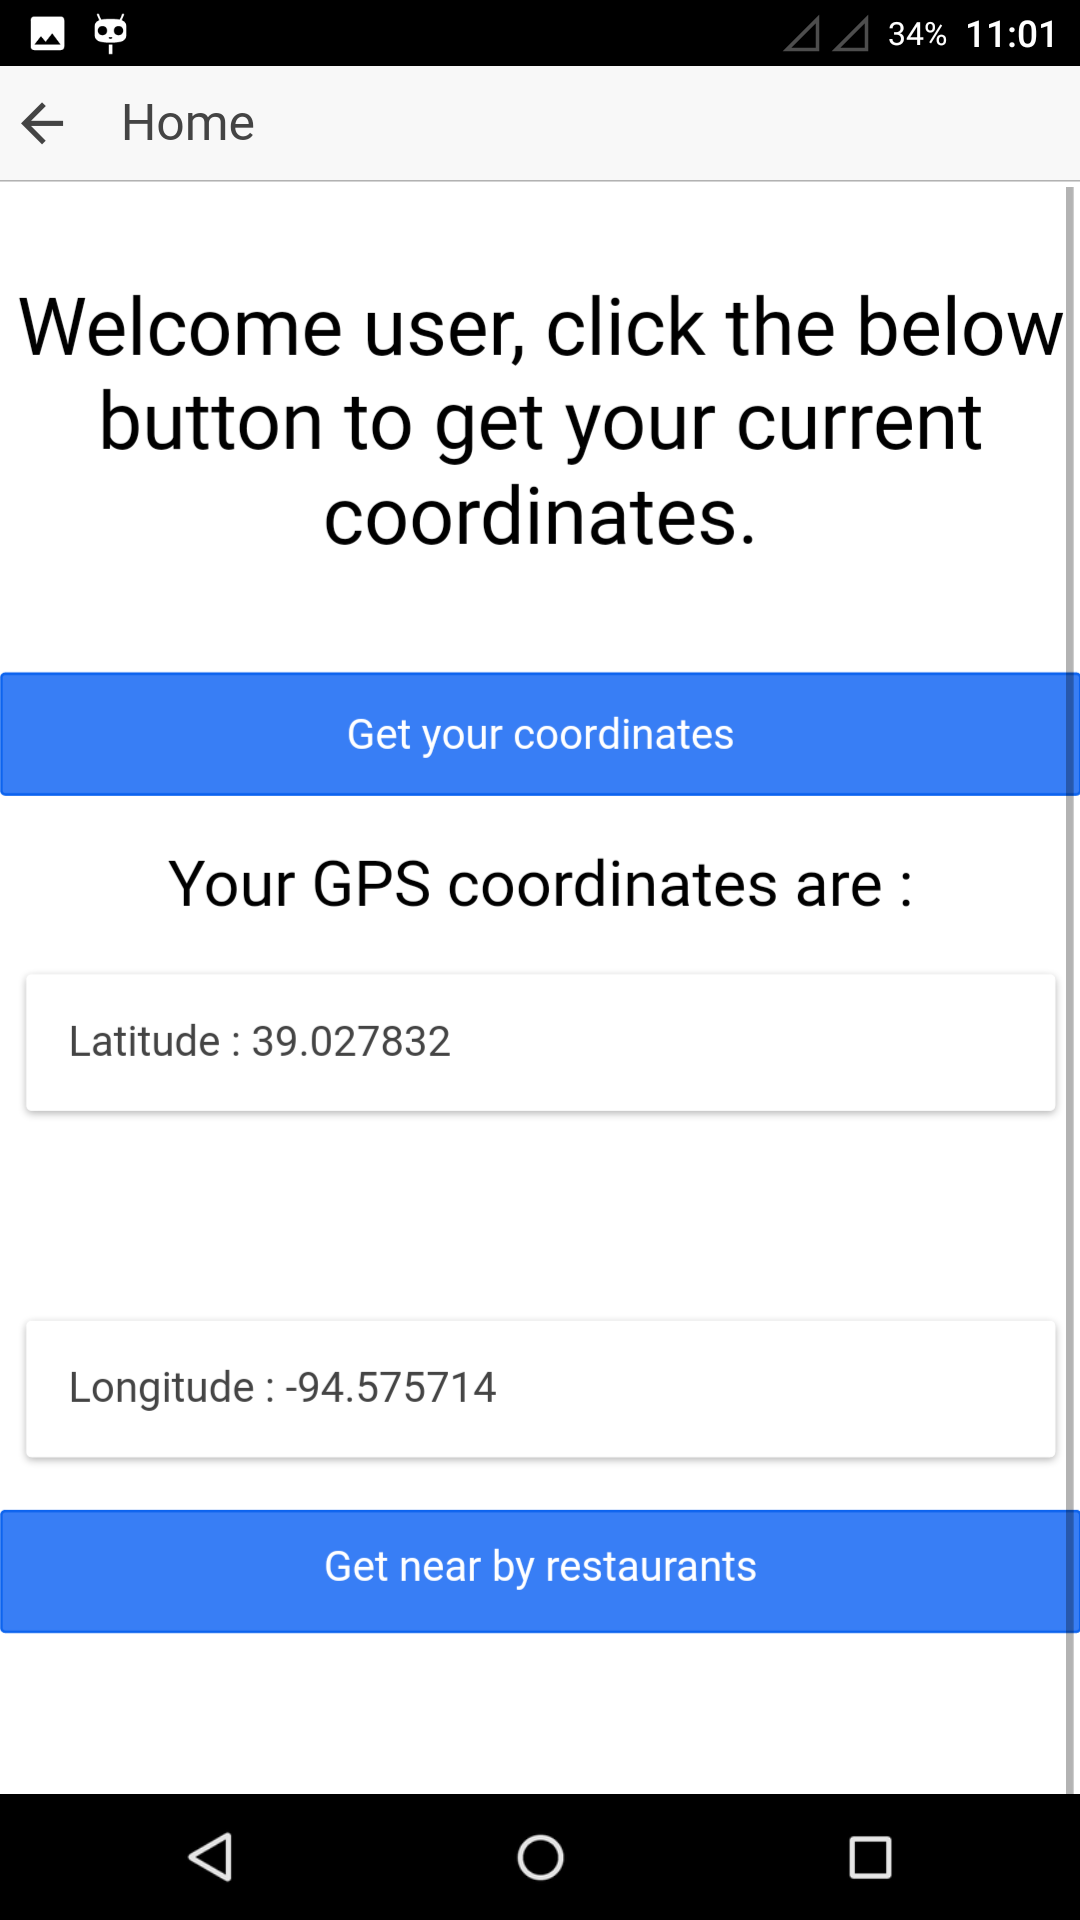 34% 11:01
Home
Welcome user, click the below
button to get your current
coordinates.
Get your coordinates
Your GPS coordinates are :
Latitude : 39.027832
Longitude : -94.575714
Get near by restaurants